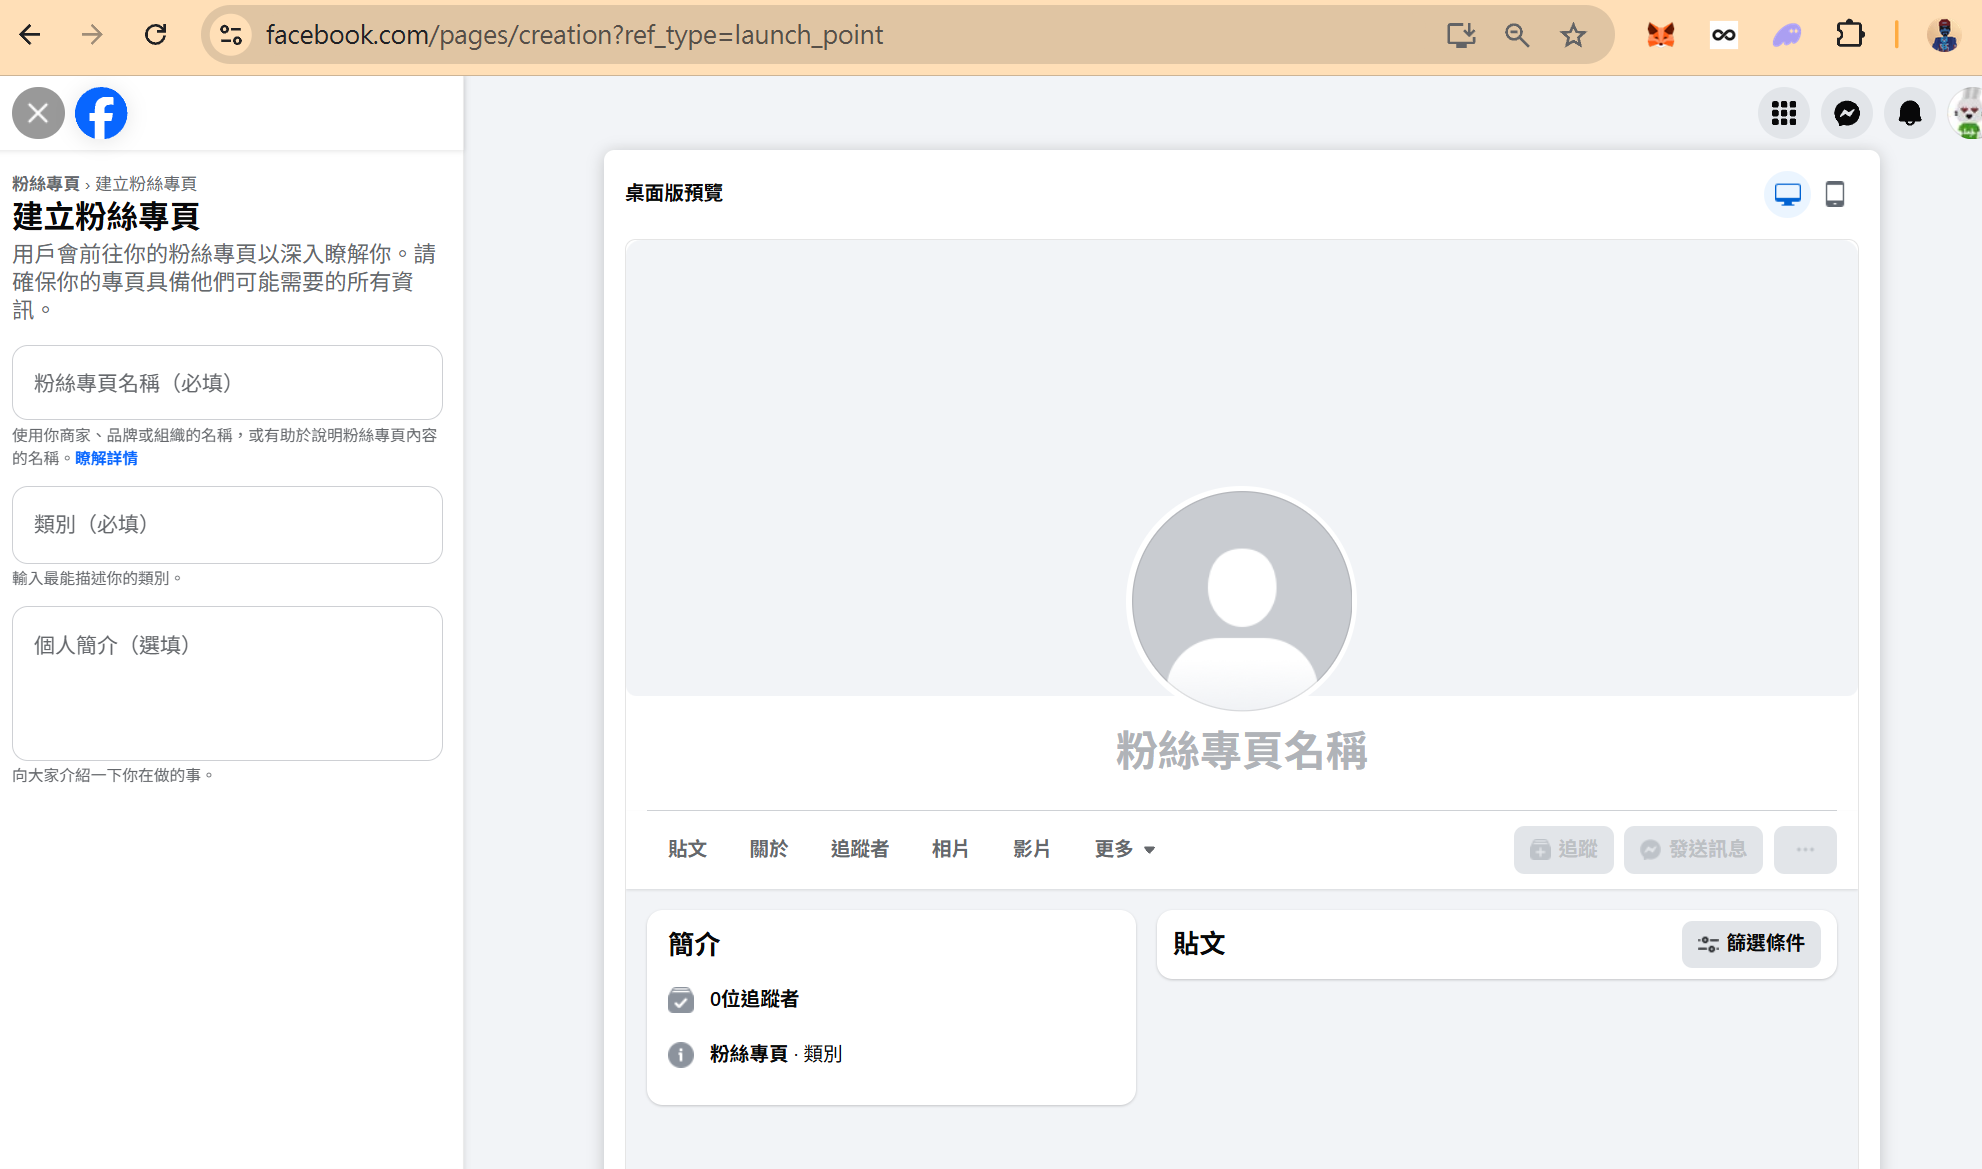 facebook.com/pages/creation?ref_type=launch_point
粉絲專頁 › 建立粉絲專頁
建立粉絲專頁
用戶會前往你的粉絲專頁以深入瞭解你。請
確保你的專頁具備他們可能需要的所有資
訊。
粉絲專頁名稱（必填）
使用你商家、品牌或組織的名稱，或有助於說明粉絲專頁內容
的名稱。瞭解詳情
類別（必填）
輸入最能描述你的類別。
個人簡介（選填）
向大家介紹一下你在做的事。
桌面版預覽
粉絲專頁名稱
貼文 關於 追蹤者 相片 影片 更多
追蹤 發送訊息 ...
簡介
0位追蹤者
粉絲專頁 · 類別
貼文
篩選條件